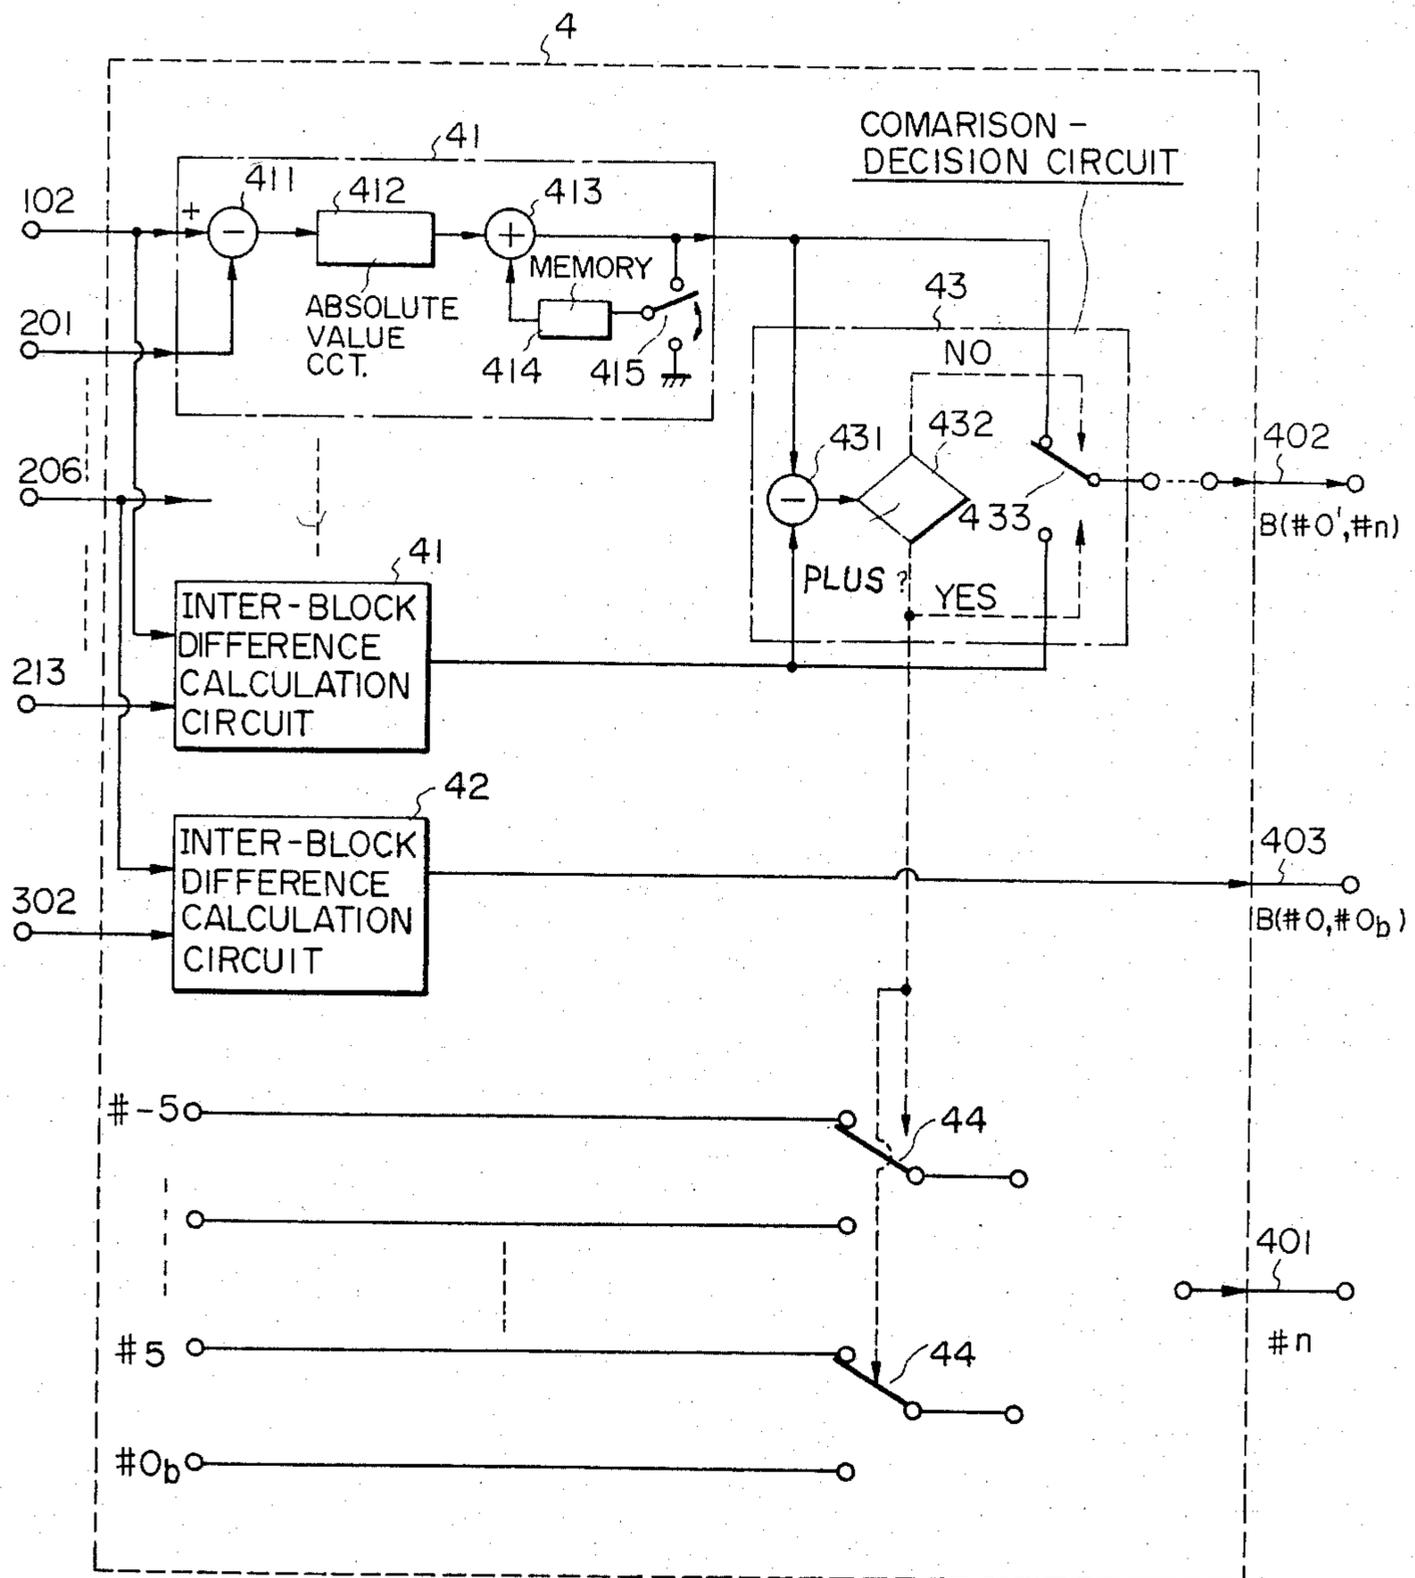 4
COMARISON-
DECISION CIRCUIT
41
102
+
411
412
413
-
+
MEMORY
ABSOLUTE
VALUE
CCT.
414
415
201
43
NO
431
432
206
-
433
402
B(#0',#n)
PLUS?
YES
41
INTER-BLOCK
DIFFERENCE
CALCULATION
CIRCUIT
213
42
INTER-BLOCK
DIFFERENCE
CALCULATION
CIRCUIT
403
B(#0,#0b)
302
#-5
44
401
#n
#5
44
#0b